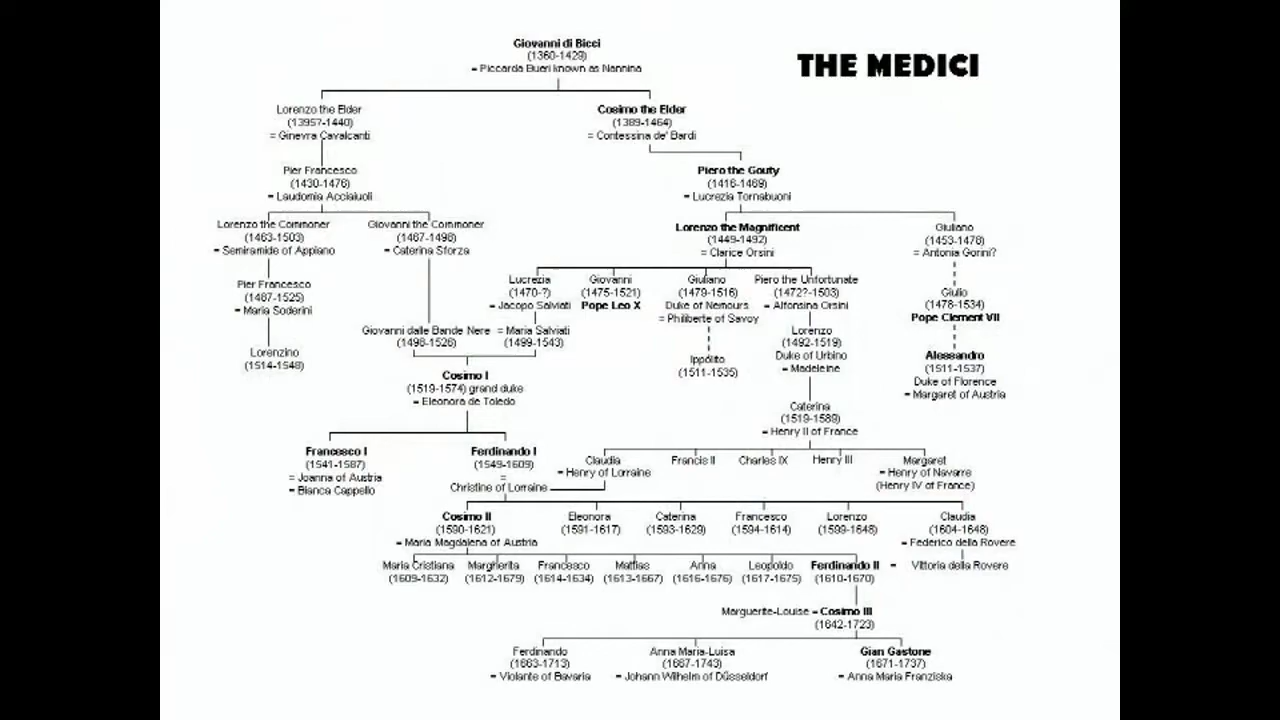 THE MEDICI
Giovanni di Bicci
(1360-1429)
= Piccarda Bueri known as Nannina
Lorenzo the Elder
(1395?-1440)
= Ginevra Cavalcanti
Cosimo the Elder
(1389-1464)
= Contessina de' Bardi
Pier Francesco
(1430-1476)
= Laudomia Acciaiuoli
Piero the Gouty
(1416-1469)
= Lucrezia Tornabuoni
Lorenzo the Commoner
(1463-1503)
= Semiramide of Appiano
Giovanni the Commoner
(1467-1498)
= Caterina Sforza
Lorenzo the Magnificent
(1449-1492)
= Clarice Orsini
Giuliano
(1453-1478)
= Antonia Gorini?
Pier Francesco
(1487-1525)
= Maria Soderini
Lucrezia
(1470-?)
= Jacopo Salviati
Giovanni
(1475-1521)
Pope Leo X
Giuliano
(1479-1516)
Duke of Nemours
= Philiberte of Savoy
Piero the Unfortunate
(1472?-1503)
= Alfonsina Orsini
Giulio
(1478-1534)
Pope Clement VII
Lorenzino
(1514-1548)
Giovanni dalle Bande Nere
(1498-1526)
= Maria Salviati
(1499-1543)
Ippolito
(1511-1535)
Lorenzo
(1492-1519)
Duke of Urbino
= Madeleine
Alessandro
(1511-1537)
Duke of Florence
= Margaret of Austria
Cosimo I
(1519-1574) grand duke
= Eleonora de Toledo
Caterina
(1519-1589)
= Henry II of France
Francesco I
(1541-1587)
= Joanna of Austria
= Bianca Cappello
Ferdinando I
(1549-1609)
=
Christine of Lorraine
Claudia
= Henry of Lorraine
Francis II
Charles IX
Henry III
Margaret
= Henry of Navarre
(Henry IV of France)
Cosimo II
(1590-1621)
= Maria Magdalena of Austria
Eleonora
(1591-1617)
Caterina
(1593-1629)
Francesco
(1594-1614)
Lorenzo
(1599-1648)
Claudia
(1604-1648)
= Federico della Rovere
Maria Cristiana
(1609-1632)
Margherita
(1612-1679)
Francesco
(1614-1634)
Mattias
(1613-1667)
Anna
(1616-1676)
Leopoldo
(1617-1675)
Ferdinando II
(1610-1670)
= Vittoria della Rovere
Marguerite-Louise = Cosimo III
(1642-1723)
Ferdinando
(1663-1713)
= Violante of Bavaria
Anna Maria-Luisa
(1667-1743)
= Johann Wilhelm of Düsseldorf
Gian Gastone
(1671-1737)
= Anna Maria Franziska